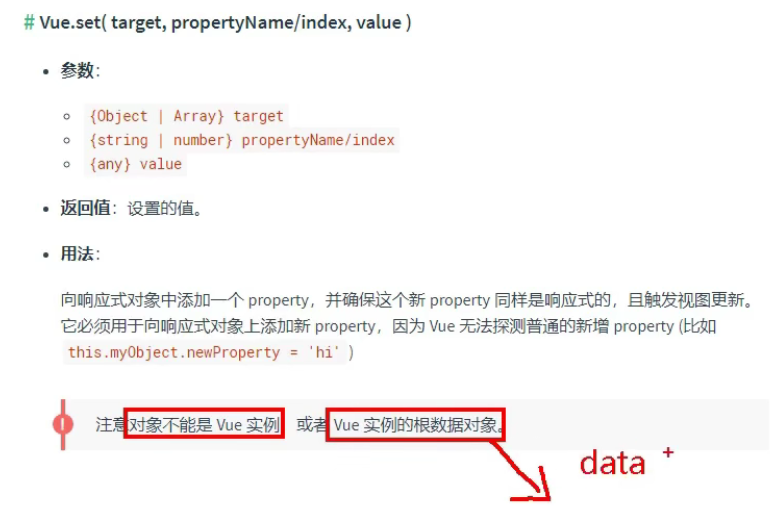 # Vue.set( target, propertyName/index, value )
• 参数：
{Object | Array} target
{string | number} propertyName/index
{any} value
• 返回值：设置的值。
• 用法：
向响应式对象中添加一个 property，并确保这个新 property 同样是响应式的，且触发视图更新。
它必须用于向响应式对象上添加新 property，因为 Vue 无法探测普通的新增 property (比如
this.myObject.newProperty = 'hi' )
! 注意对象不能是 Vue 实例，或者 Vue 实例的根数据对象。
data +